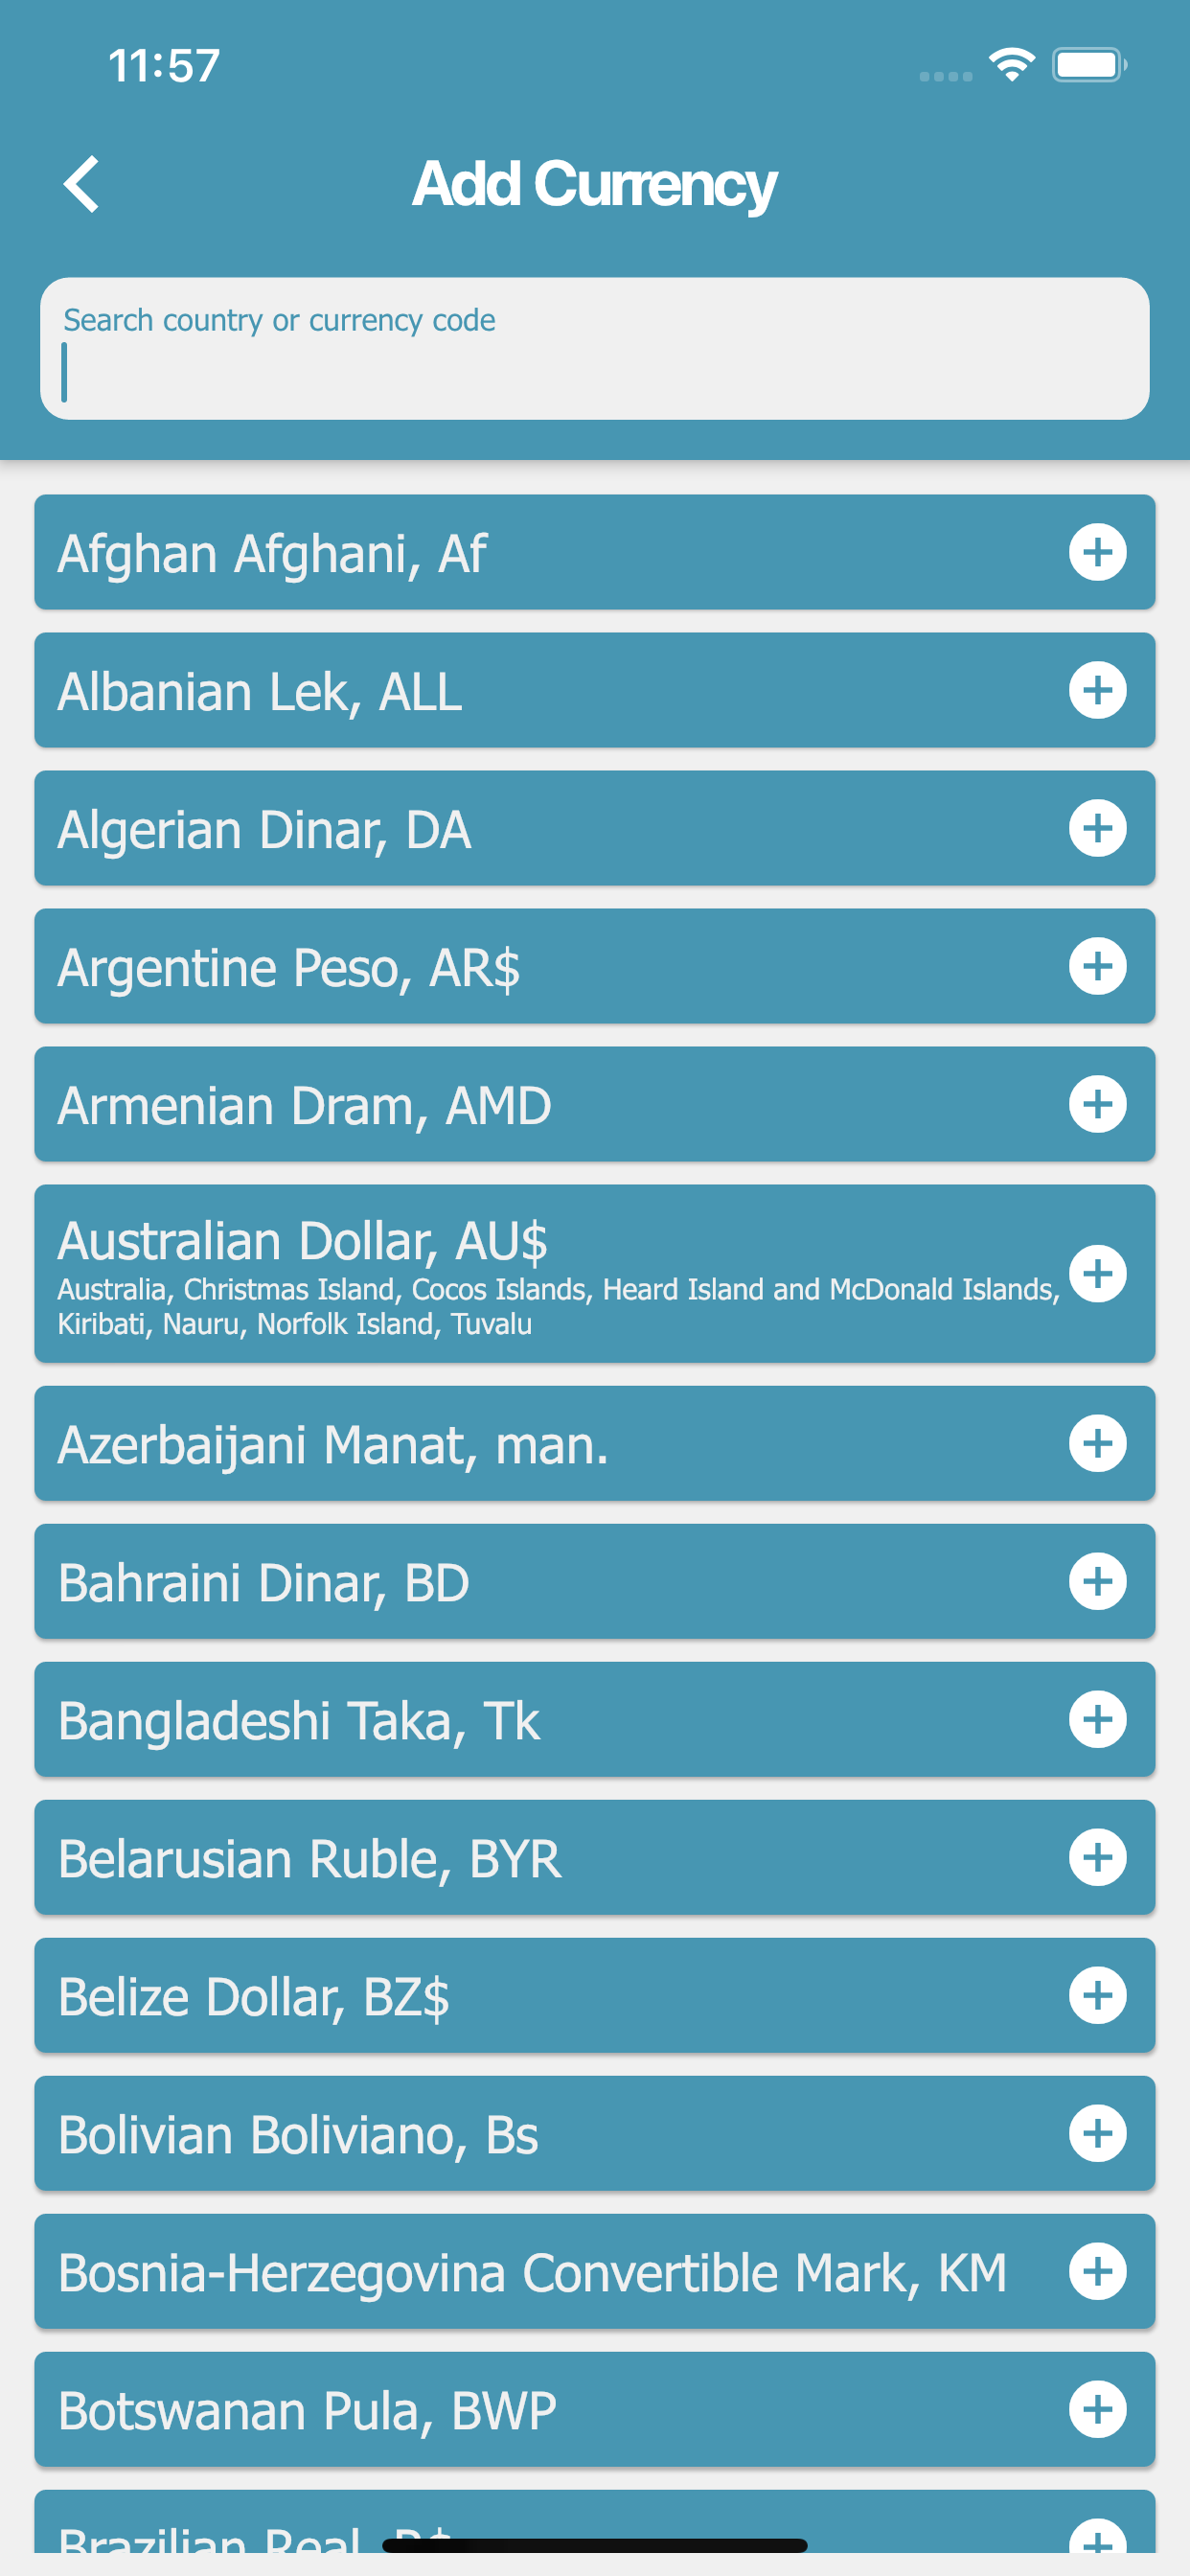 11:57
Add Currency
Search country or currency code
Afghan Afghani, Af
Albanian Lek, ALL
Algerian Dinar, DA
Argentine Peso, AR$
Armenian Dram, AMD
Australian Dollar, AU$
Australia, Christmas Island, Cocos Islands, Heard Island and McDonald Islands,
Kiribati, Nauru, Norfolk Island, Tuvalu
Azerbaijani Manat, man.
Bahraini Dinar, BD
Bangladeshi Taka, Tk
Belarusian Ruble, BYR
Belize Dollar, BZ$
Bolivian Boliviano, Bs
Bosnia-Herzegovina Convertible Mark, KM
Botswanan Pula, BWP
Brazilian Real, R$